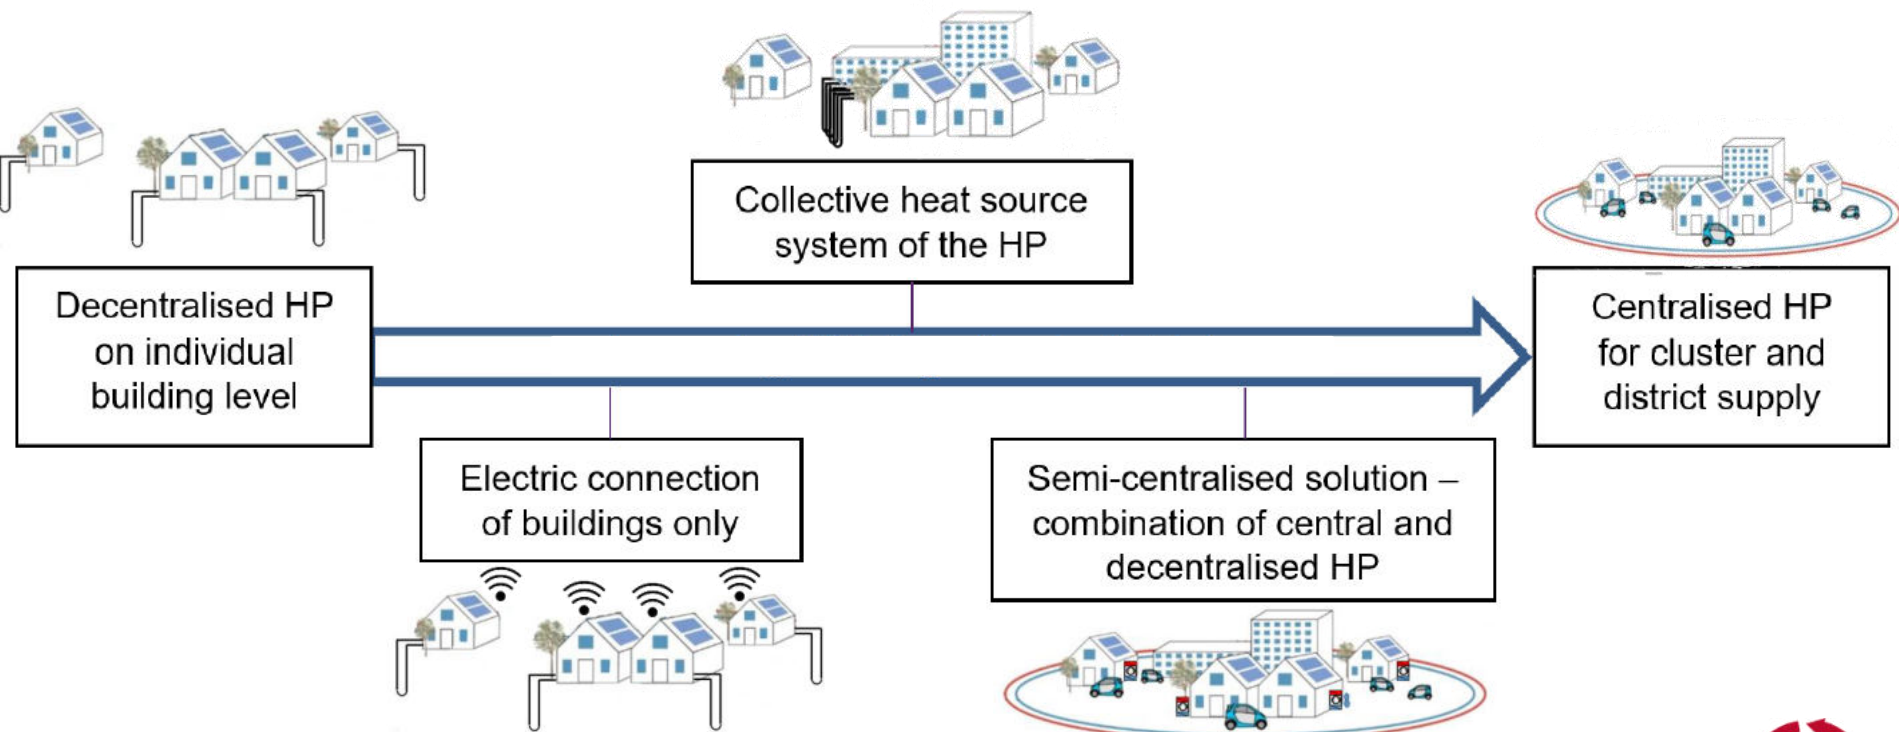 Collective heat source
system of the HP
Decentralised HP
on individual
building level
Centralised HP
for cluster and
district supply
Electric connection
of buildings only
Semi-centralised solution –
combination of central and
decentralised HP